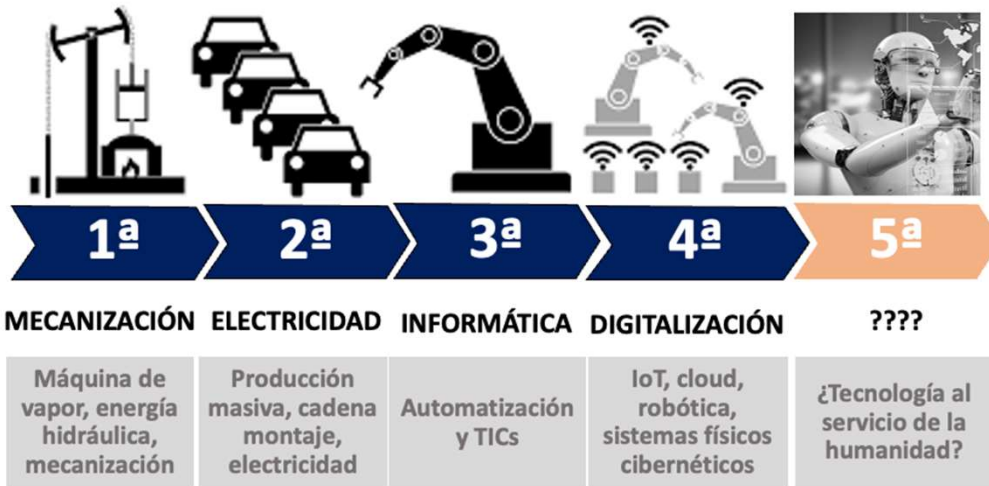 1ª
2ª
3ª
4ª
5ª
MECANIZACIÓN
ELECTRICIDAD
INFORMÁTICA
DIGITALIZACIÓN
????
Máquina de
vapor, energía
hidráulica,
mecanización
Producción
masiva, cadena
montaje,
electricidad
Automatización
y TICs
IoT, cloud,
robótica,
sistemas físicos
cibernéticos
¿Tecnología al
servicio de la
humanidad?